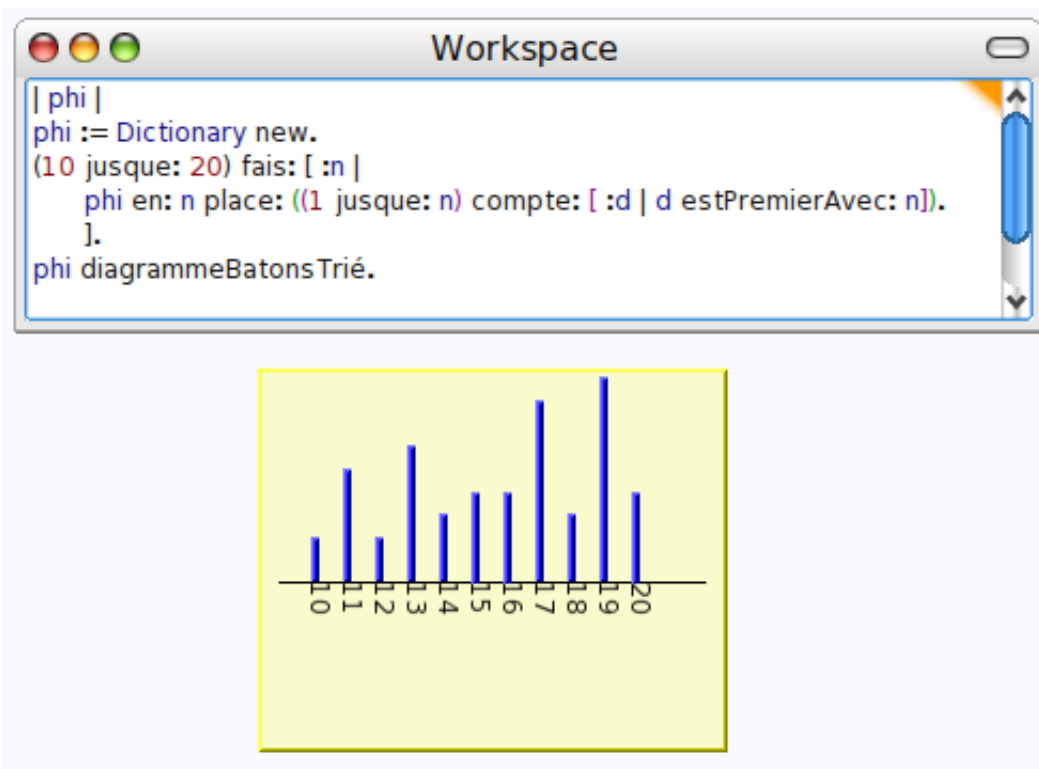 Workspace
| phi |
phi := Dictionary new.
(10 jusque: 20) fais: [ :n |
phi en: n place: ((1 jusque: n) compte: [ :d | d estPremierAvec: n]).
].
phi diagrammeBatonsTrié.
10 11 12 13 14 15 16 17 18 19 20